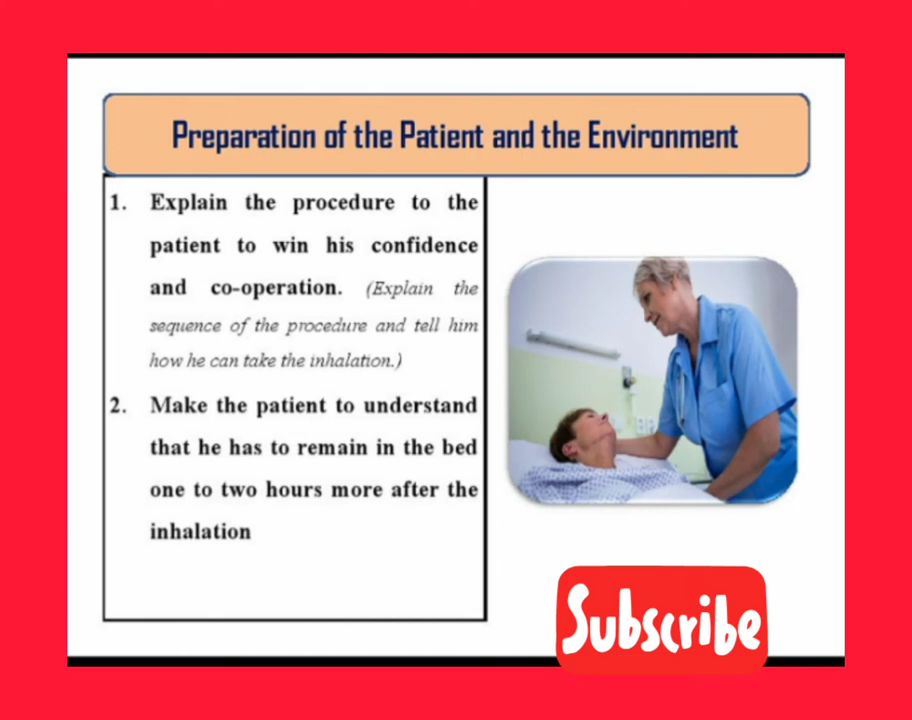 Preparation of the Patient and the Environment
1. Explain the procedure to the
patient to win his confidence
and co-operation. (Explain the
sequence of the procedure and tell him
how he can take the inhalation.)
2. Make the patient to understand
that he has to remain in the bed
one to two hours more after the
inhalation
Subscribe